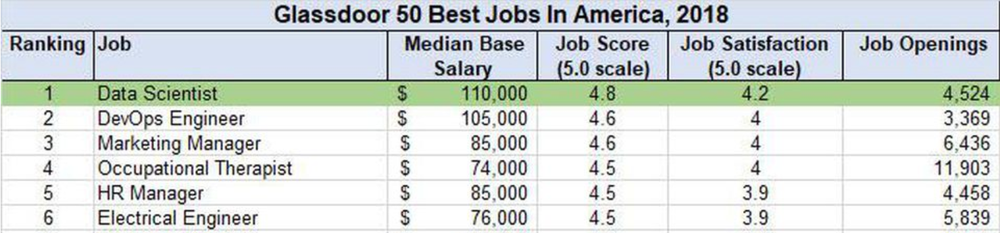 Glassdoor 50 Best Jobs In America, 2018
Ranking Job Median Base Salary Job Score (5.0 scale) Job Satisfaction (5.0 scale) Job Openings
1 Data Scientist $ 110,000 4.8 4.2 4,524
2 DevOps Engineer $ 105,000 4.6 4 3,369
3 Marketing Manager $ 85,000 4.6 4 6,436
4 Occupational Therapist $ 74,000 4.5 4 11,903
5 HR Manager $ 85,000 4.5 3.9 4,458
6 Electrical Engineer $ 76,000 4.5 3.9 5,839